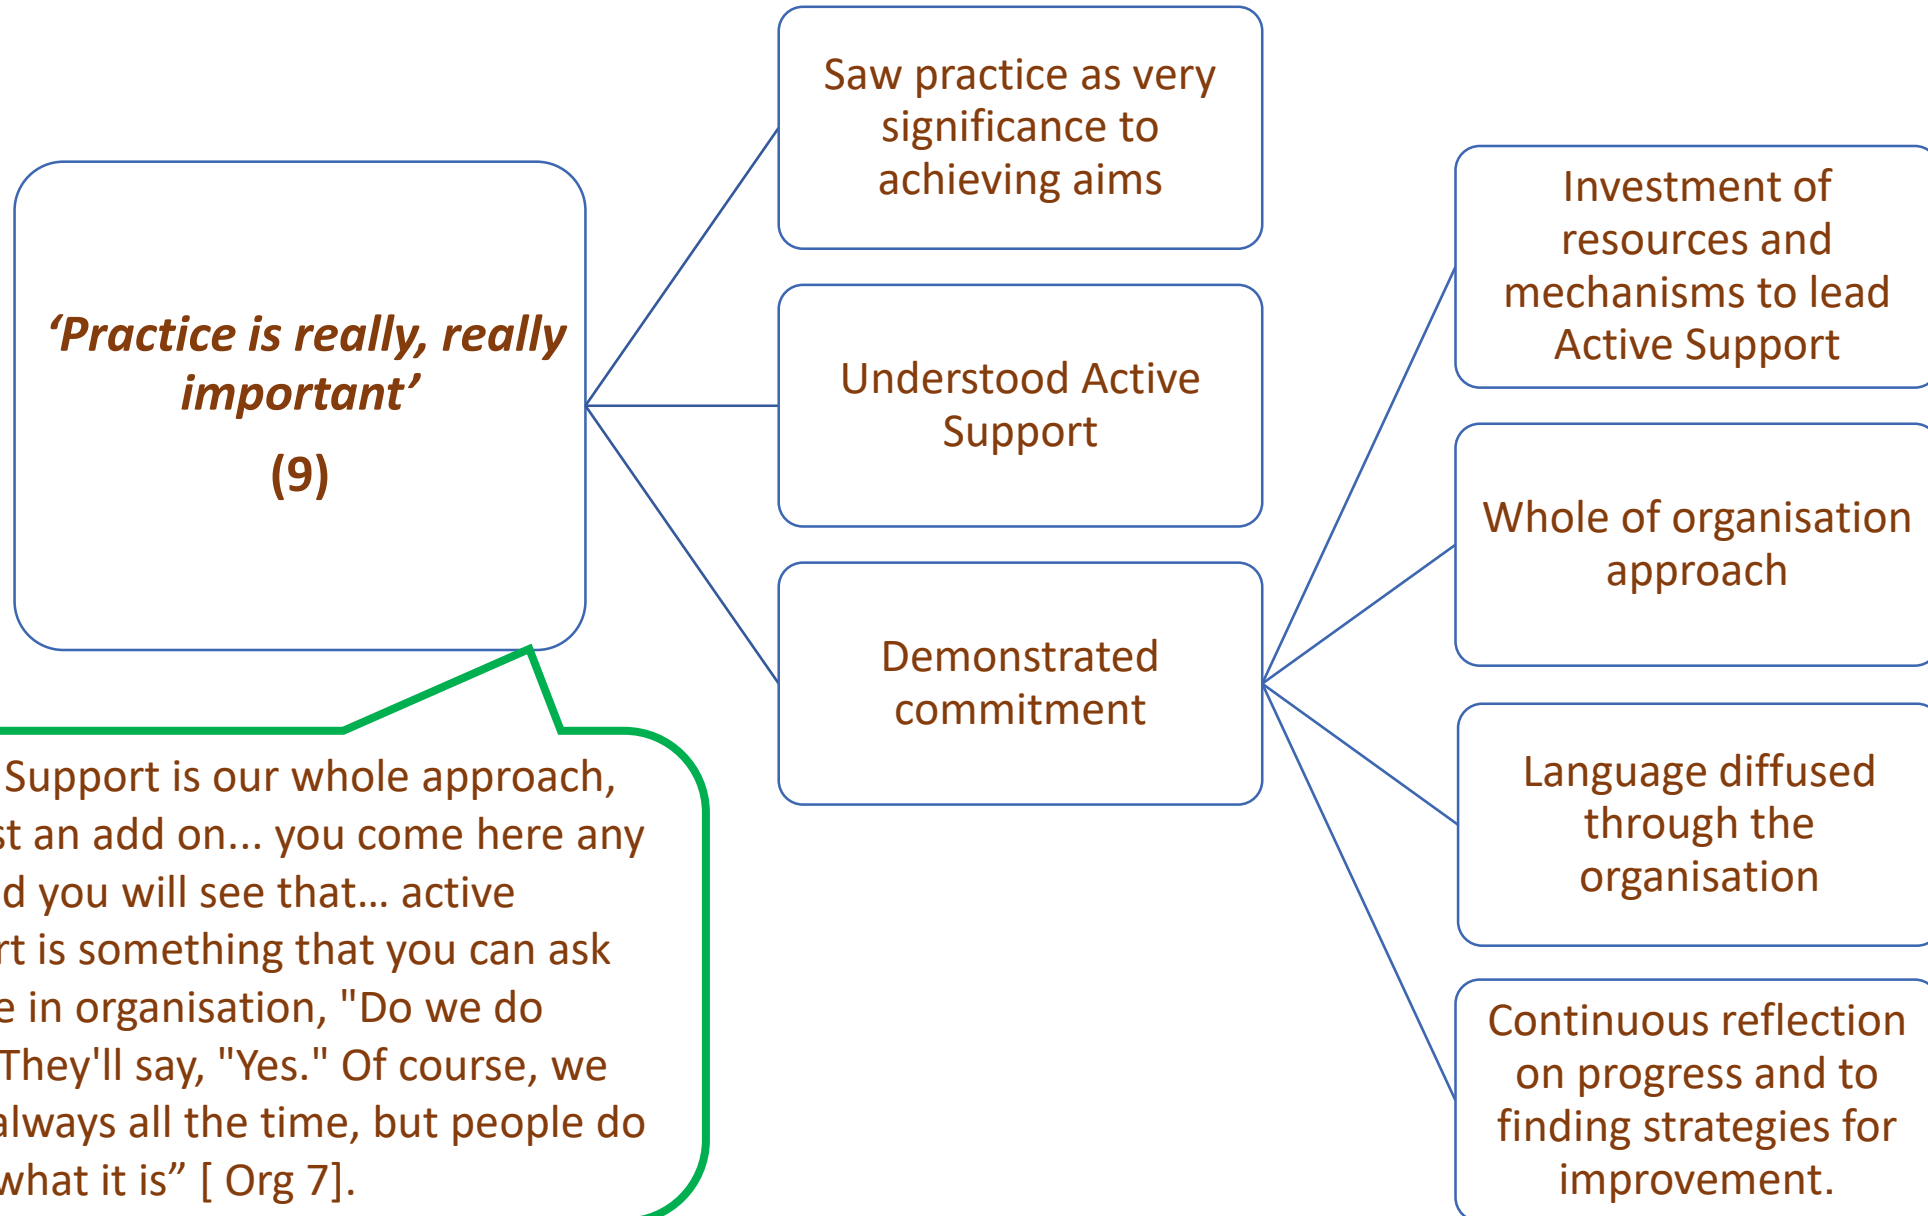 ‘Practice is really, really
important’
(9)
Saw practice as very
significance to
achieving aims
Understood Active
Support
Demonstrated
commitment
Investment of
resources and
mechanisms to lead
Active Support
Whole of organisation
approach
Language diffused
through the
organisation
Continuous reflection
on progress and to
finding strategies for
improvement.
Support is our whole approach,
an add on... you come here any
you will see that... active
is something that you can ask
in organisation, "Do we do
They'll say, "Yes." Of course, we
always all the time, but people do
what it is” [ Org 7].